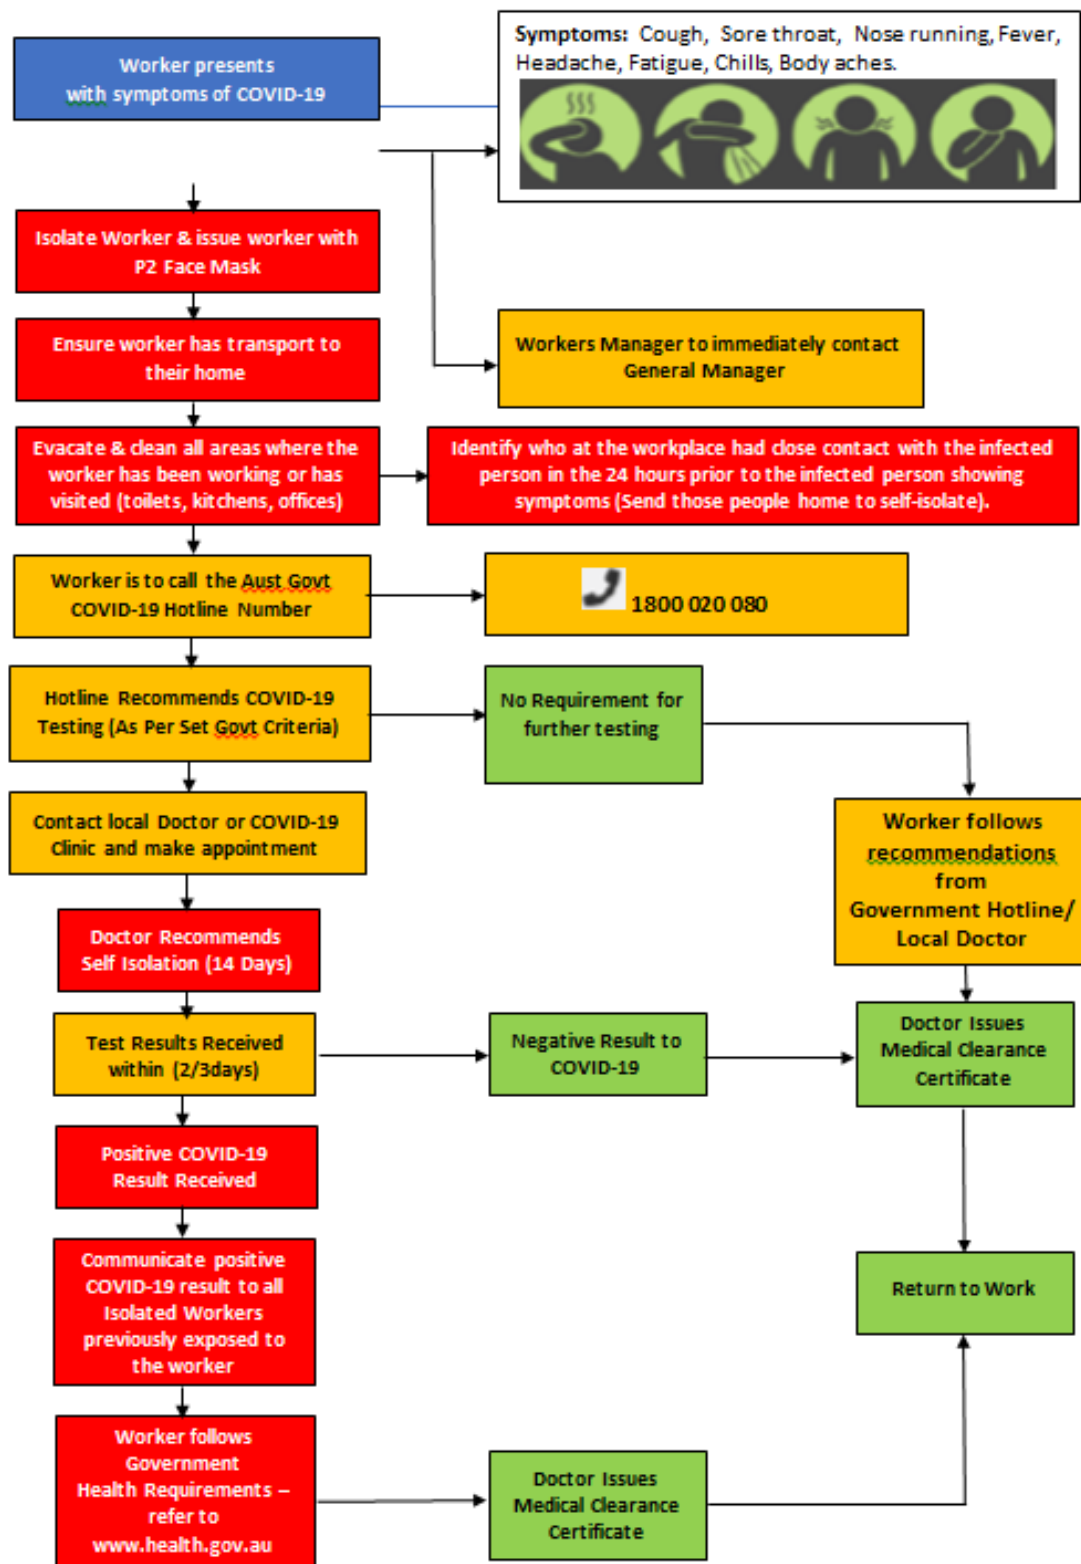 Worker presents
with symptoms of COVID-19
Symptoms: Cough, Sore throat, Nose running, Fever,
Headache, Fatigue, Chills, Body aches.
Isolate Worker & issue worker with
P2 Face Mask
Ensure worker has transport to
their home
Workers Manager to immediately contact
General Manager
Evacate & clean all areas where the
worker has been working or has
visited (toilets, kitchens, offices)
Identify who at the workplace had close contact with the infected
person in the 24 hours prior to the infected person showing
symptoms (Send those people home to self-isolate).
Worker is to call the Aust Govt
COVID-19 Hotline Number
1800 020 080
Hotline Recommends COVID-19
Testing (As Per Set Govt Criteria)
No Requirement for
further testing
Contact local Doctor or COVID-19
Clinic and make appointment
Worker follows
recommendations
from
Government Hotline/
Local Doctor
Doctor Recommends
Self Isolation (14 Days)
Test Results Received
within (2/3days)
Negative Result to
COVID-19
Doctor Issues
Medical Clearance
Certificate
Positive COVID-19
Result Received
Communicate positive
COVID-19 result to all
Isolated Workers
previously exposed to
the worker
Return to Work
Worker follows
Government
Health Requirements –
refer to
www.health.gov.au
Doctor Issues
Medical Clearance
Certificate